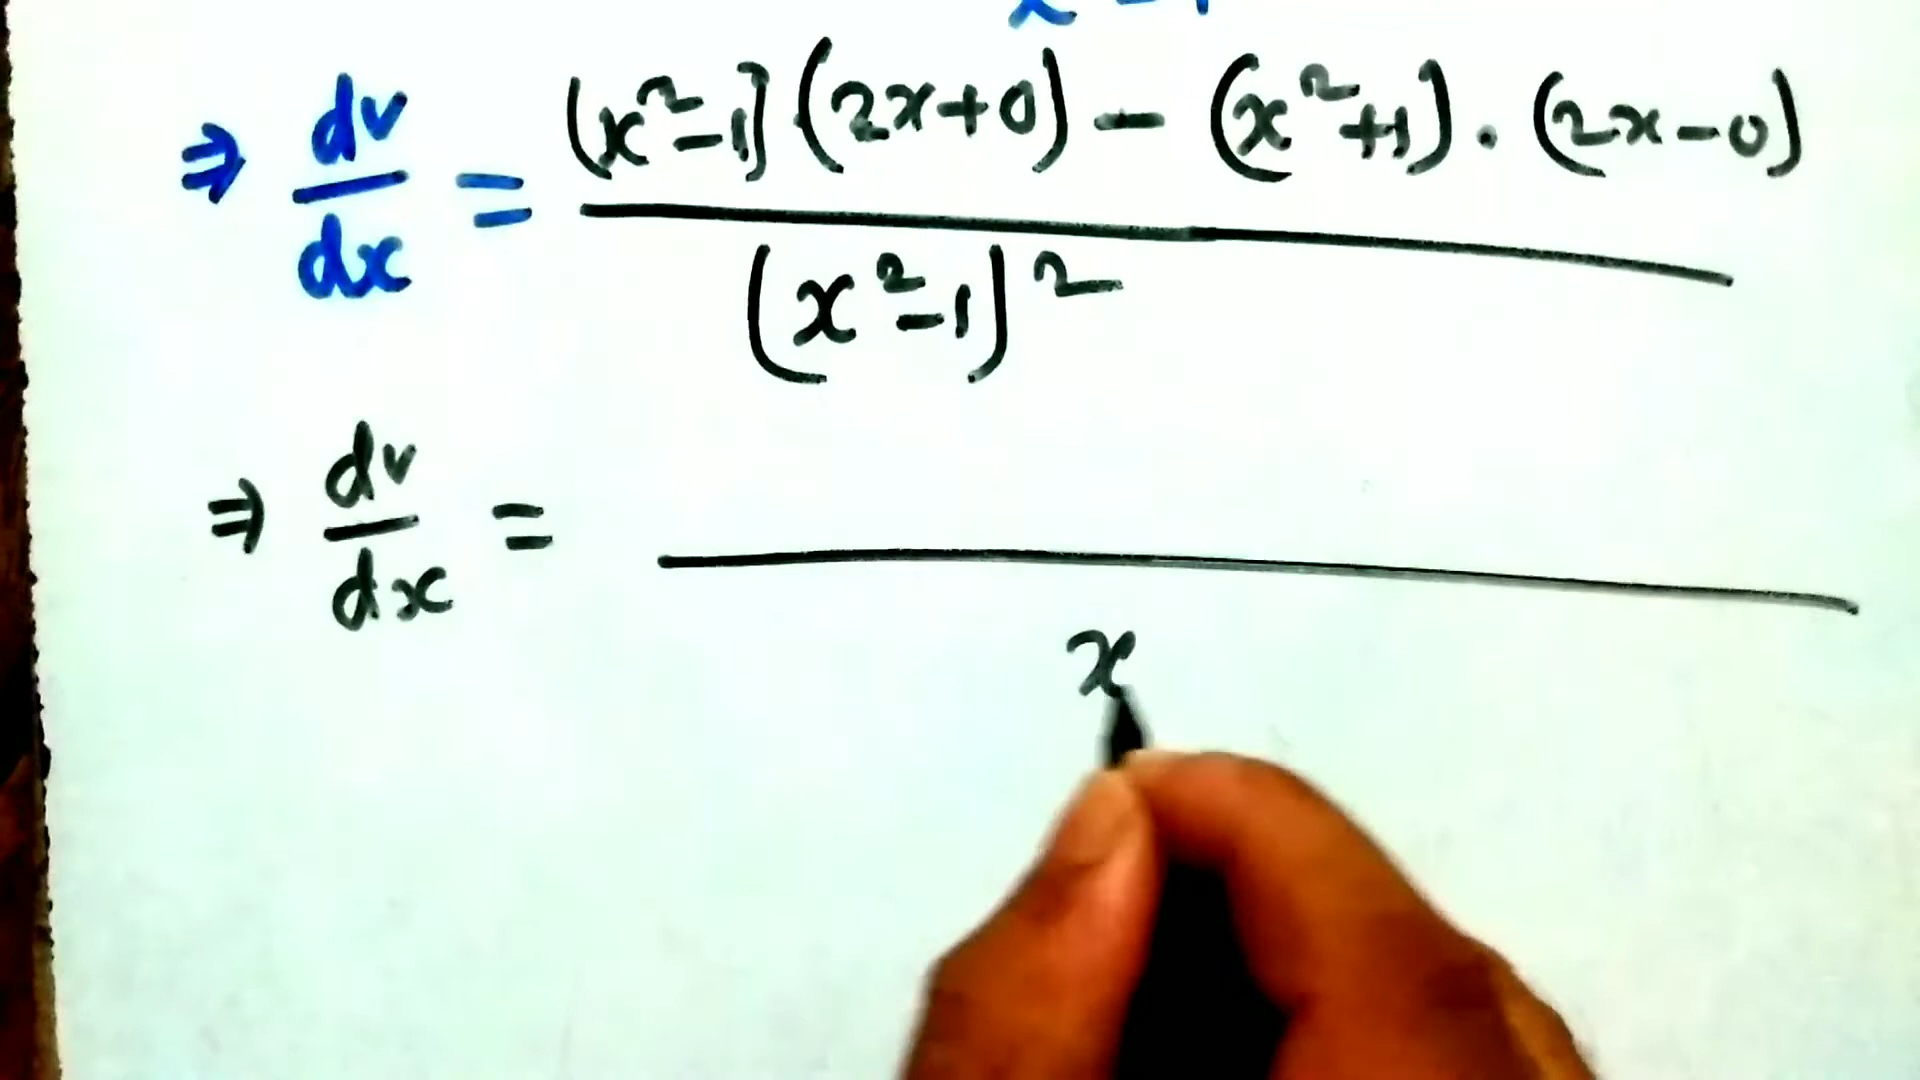 ⇒ dv/dx = (x²-1)(2x+0) - (x²+1).(2x-0) / (x²-1)²
⇒ dv/dx = / x